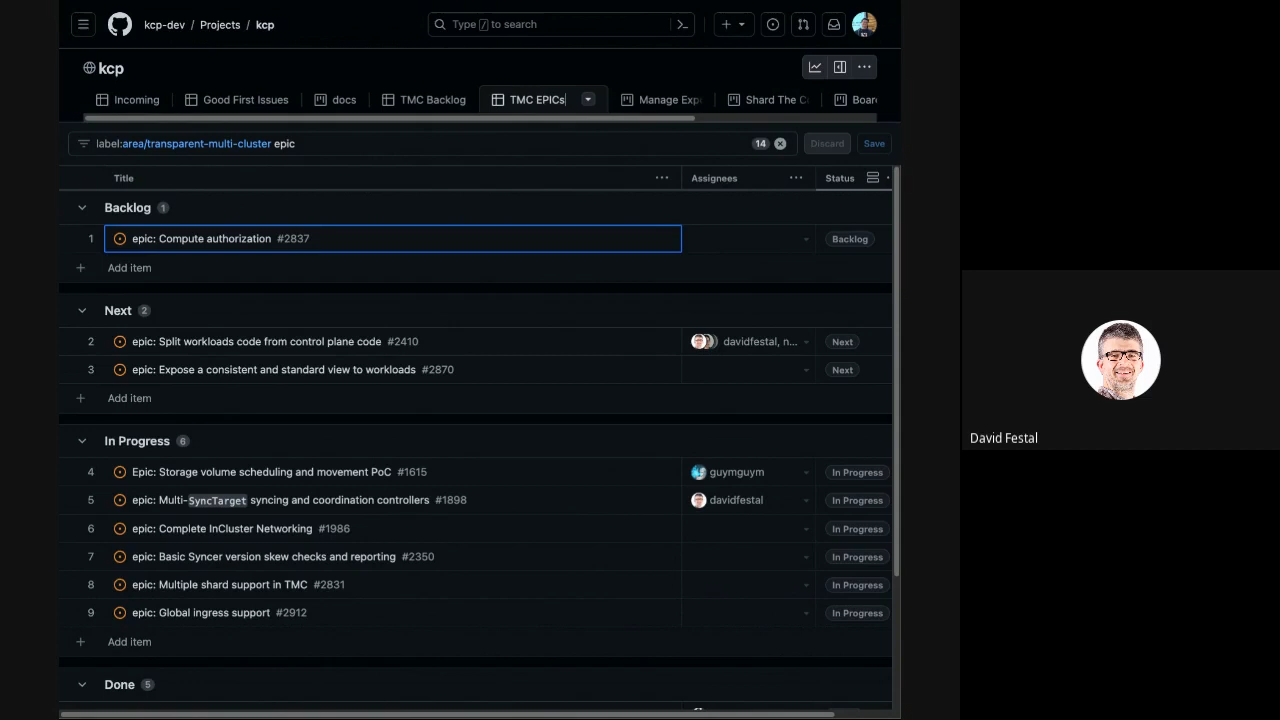 kcp-dev / Projects / kcp
Type / to search
kcp
Incoming Good First Issues docs TMC Backlog TMC EPICs Manage Exp Shard The C Boar
label:area/transparent-multi-cluster epic 14 Discard Save
Title Assignees Status
Backlog 1
1 epic: Compute authorization #2837 Backlog
+ Add item
Next 2
2 epic: Split workloads code from control plane code #2410 davidfestal, n... Next
3 epic: Expose a consistent and standard view to workloads #2870 Next
+ Add item
In Progress 6
4 Epic: Storage volume scheduling and movement PoC #1615 guymguym In Progress
5 epic: Multi-SyncTarget syncing and coordination controllers #1898 davidfestal In Progress
6 epic: Complete InCluster Networking #1986 In Progress
7 epic: Basic Syncer version skew checks and reporting #2350 In Progress
8 epic: Multiple shard support in TMC #2831 In Progress
9 epic: Global ingress support #2912 In Progress
+ Add item
Done 5
David Festal